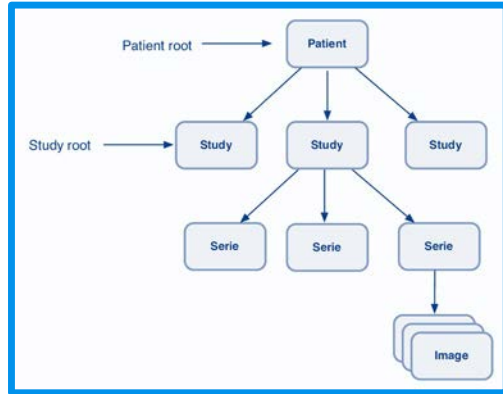 Patient root
Patient
Study root
Study
Study
Study
Serie
Serie
Serie
Image